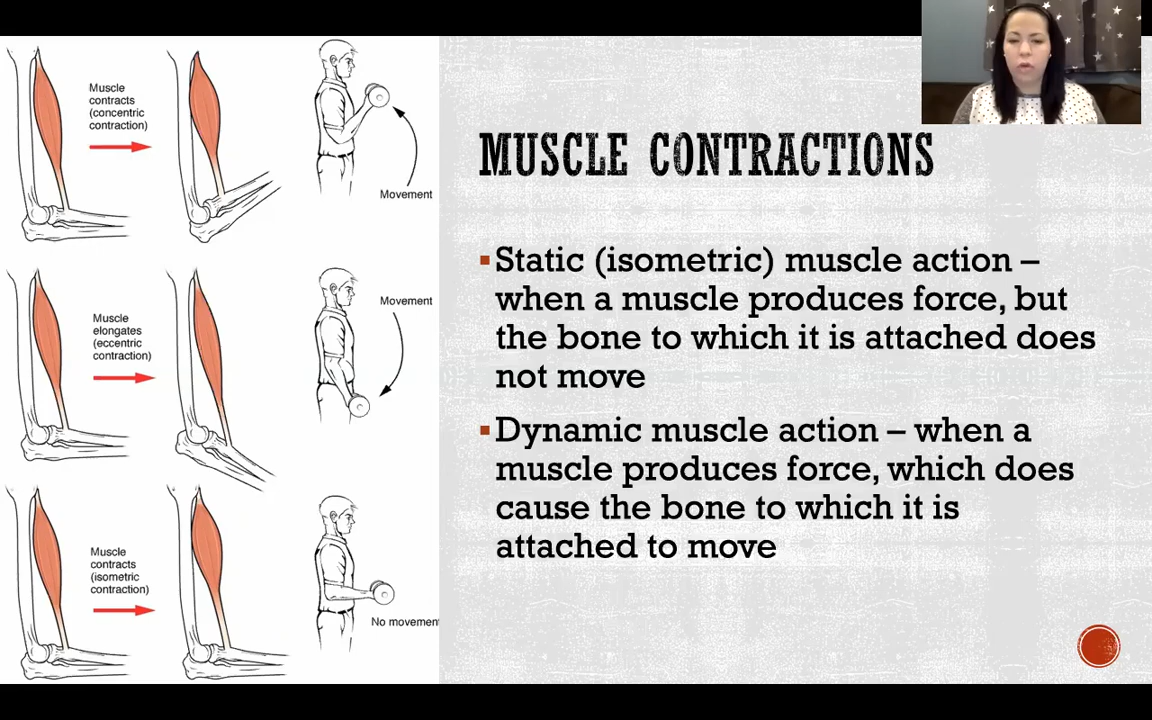 Muscle
contracts
(concentric
contraction)
Movement
Muscle
elongates
(eccentric
contraction)
Movement
Muscle
contracts
(isometric
contraction)
No movement
MUSCLE CONTRACTIONS
▪Static (isometric) muscle action –
when a muscle produces force, but
the bone to which it is attached does
not move
▪Dynamic muscle action – when a
muscle produces force, which does
cause the bone to which it is
attached to move